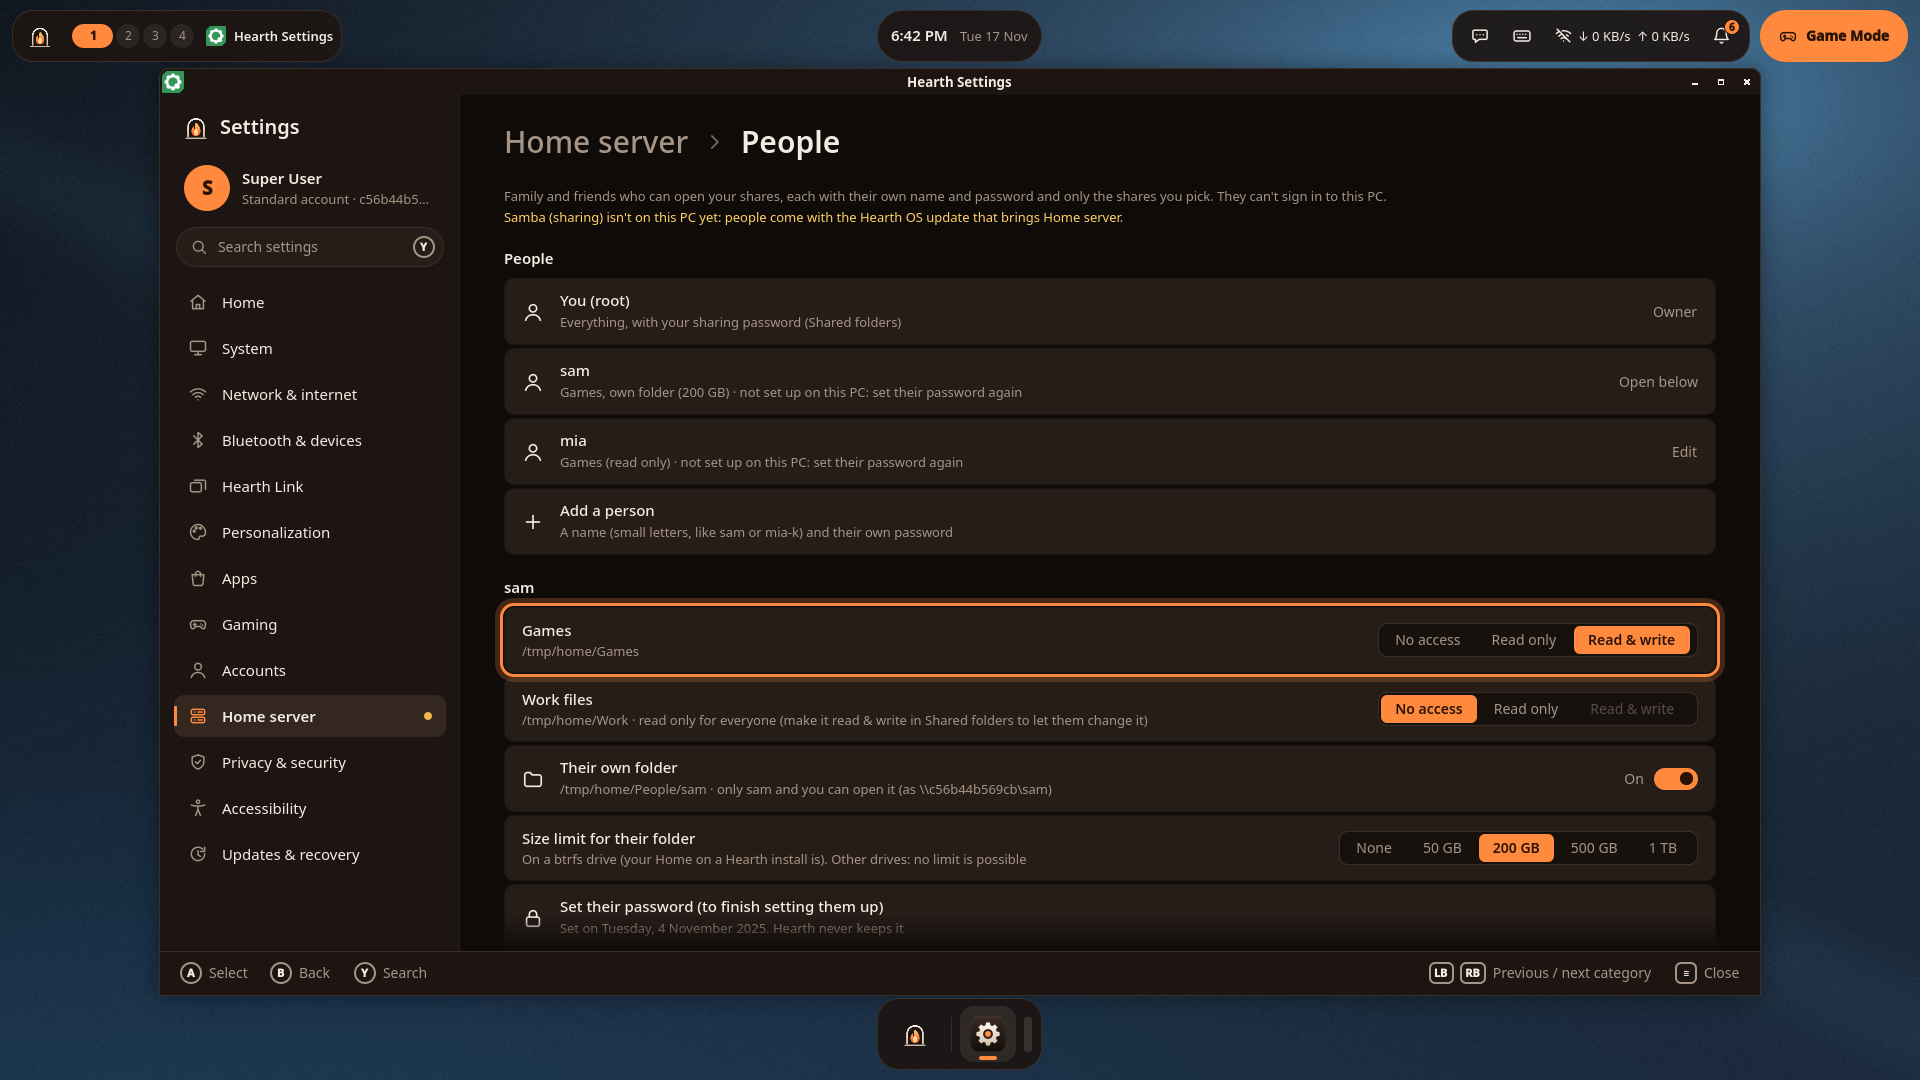 1 2 3 4 Hearth Settings
6:42 PM Tue 17 Nov
↓ 0 KB/s ↑ 0 KB/s
6
Game Mode
Hearth Settings
Settings
S
Super User
Standard account · c56b44b5...
Search settings
Y
Home
System
Network & internet
Bluetooth & devices
Hearth Link
Personalization
Apps
Gaming
Accounts
Home server
Privacy & security
Accessibility
Updates & recovery
Home server > People
Family and friends who can open your shares, each with their own name and password and only the shares you pick. They can't sign in to this PC.
Samba (sharing) isn't on this PC yet: people come with the Hearth OS update that brings Home server.
People
You (root)
Everything, with your sharing password (Shared folders)
Owner
sam
Games, own folder (200 GB) · not set up on this PC: set their password again
Open below
mia
Games (read only) · not set up on this PC: set their password again
Edit
Add a person
A name (small letters, like sam or mia-k) and their own password
sam
Games
/tmp/home/Games
No access Read only Read & write
Work files
/tmp/home/Work · read only for everyone (make it read & write in Shared folders to let them change it)
No access Read only Read & write
Their own folder
/tmp/home/People/sam · only sam and you can open it (as \\c56b44b569cb\sam)
On
Size limit for their folder
On a btrfs drive (your Home on a Hearth install is). Other drives: no limit is possible
None 50 GB 200 GB 500 GB 1 TB
Set their password (to finish setting them up)
Set on Tuesday, 4 November 2025. Hearth never keeps it
A Select B Back Y Search
LB RB Previous / next category ≡ Close